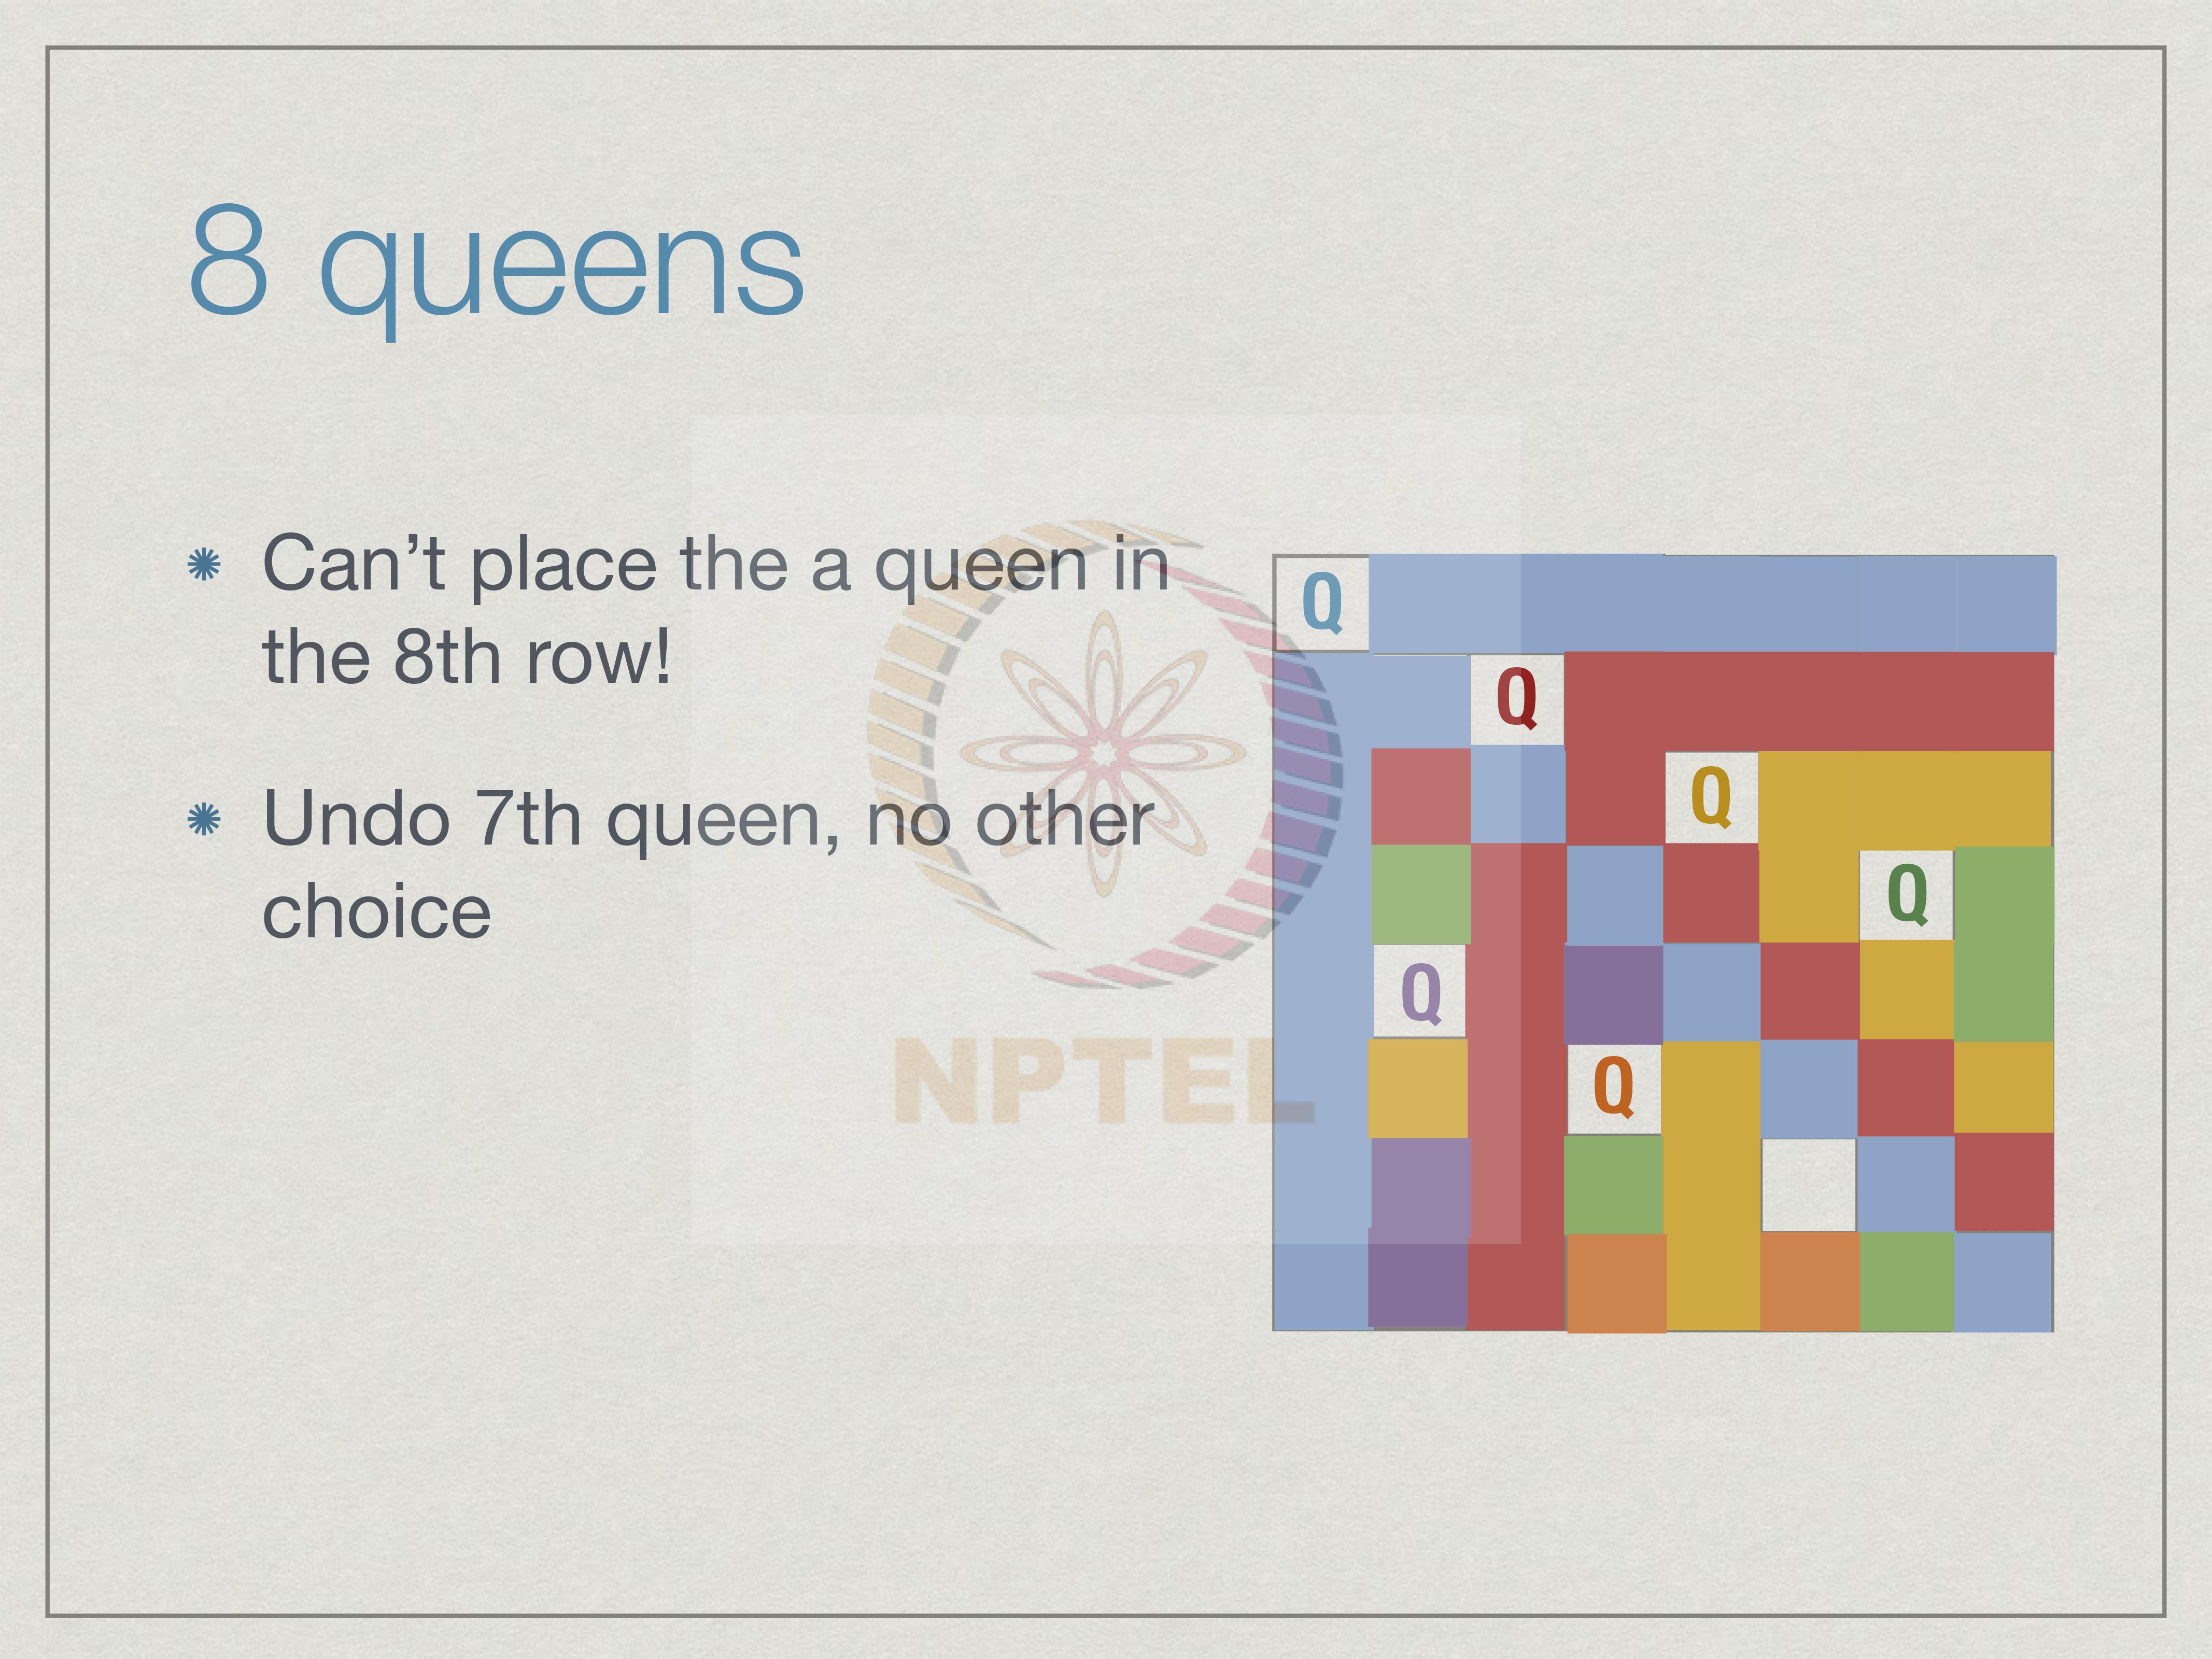 8 queens
Can’t place the a queen in
the 8th row!
Undo 7th queen, no other
choice
Q
Q
Q
Q
Q
Q
NPTEL